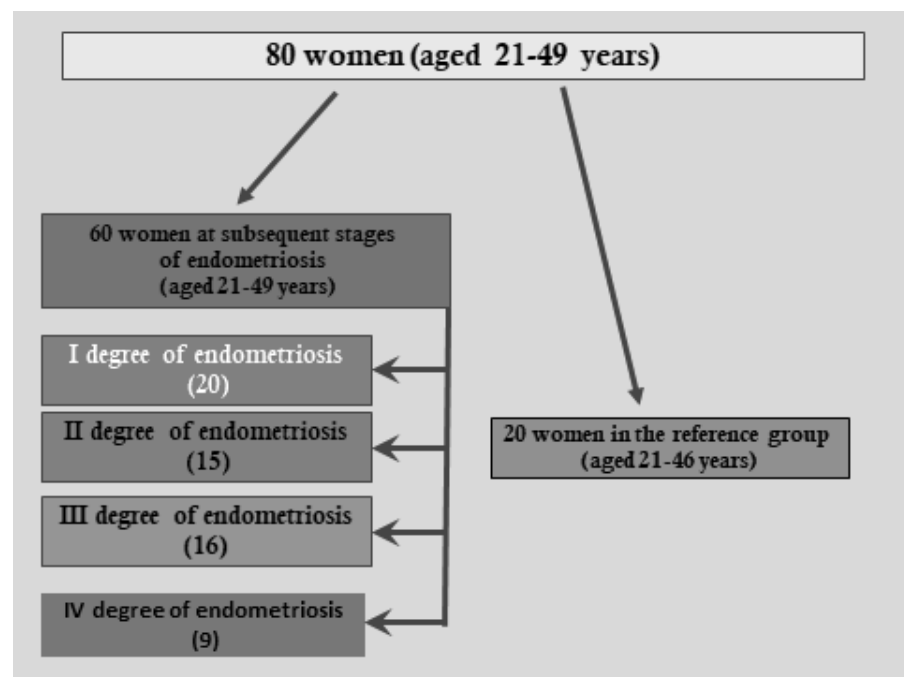 80 women (aged 21-49 years)
60 women at subsequent stages
of endometriosis
(aged 21-49 years)
I degree of endometriosis
(20)
II degree of endometriosis
(15)
III degree of endometriosis
(16)
IV degree of endometriosis
(9)
20 women in the reference group
(aged 21-46 years)